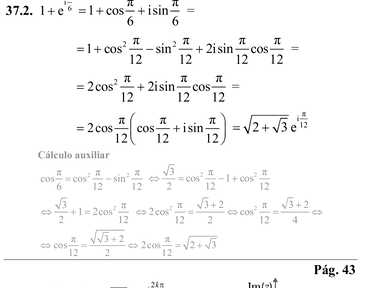 37.2. 1 + e^{i π/6} = 1 + cos π/6 + i sin π/6 =
= 1 + cos² π/12 − sin² π/12 + 2i sin π/12 cos π/12 =
= 2cos² π/12 + 2i sin π/12 cos π/12 =
= 2cos π/12 (cos π/12 + i sin π/12) = √(2 + √3) e^{i π/12}
Cálculo auxiliar
cos π/6 = cos² π/12 − sin² π/12 ⇔ √3/2 = cos² π/12 − 1 + cos² π/12
⇔ √3/2 + 1 = 2cos² π/12 ⇔ 2cos² π/12 = (√3 + 2)/2 ⇔ cos² π/12 = (√3 + 2)/4 ⇔
⇔ cos π/12 = √(√3 + 2)/2 ⇔ 2cos π/12 = √(2 + √3)
Pág. 43
2kπ Im(z)